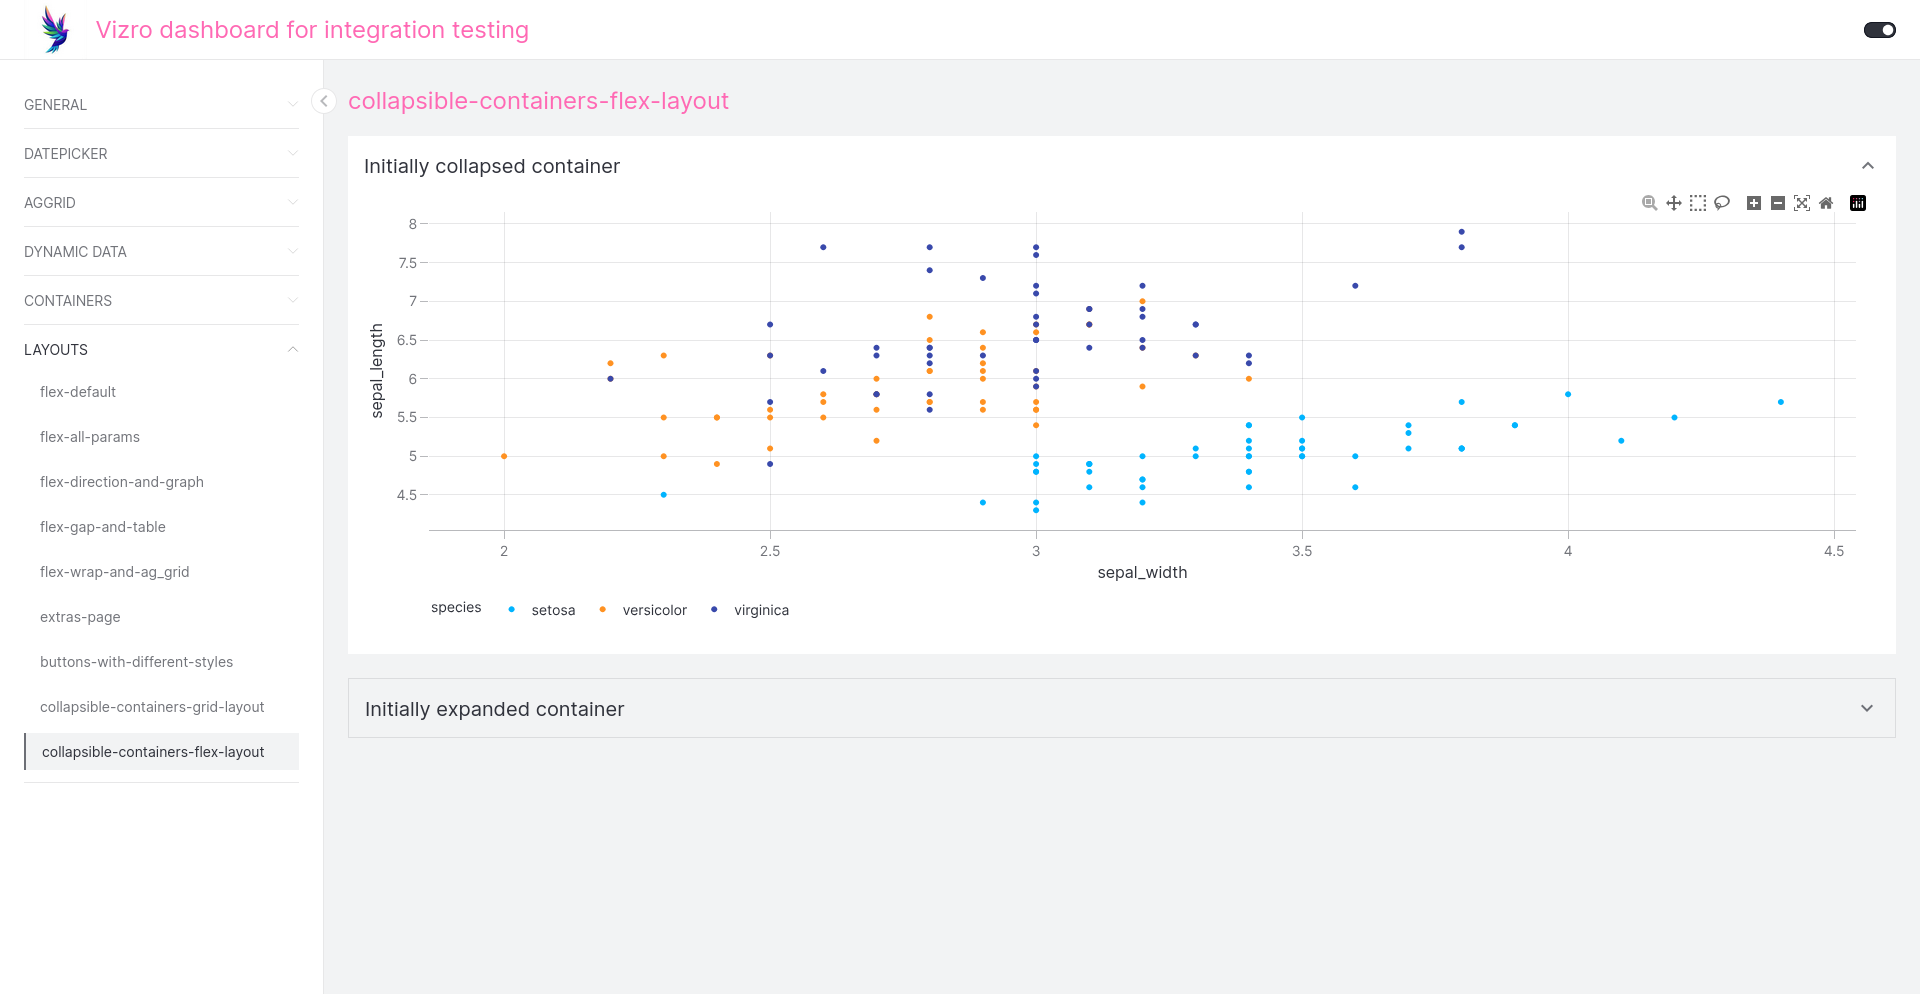 Vizro dashboard for integration testing
GENERAL
DATEPICKER
AGGRID
DYNAMIC DATA
CONTAINERS
LAYOUTS
flex-default
flex-all-params
flex-direction-and-graph
flex-gap-and-table
flex-wrap-and-ag_grid
extras-page
buttons-with-different-styles
collapsible-containers-grid-layout
collapsible-containers-flex-layout
collapsible-containers-flex-layout
Initially collapsed container
8
7.5
7
6.5
6
5.5
5
4.5
sepal_length
2 2.5 3 3.5 4 4.5
sepal_width
species setosa versicolor virginica
Initially expanded container